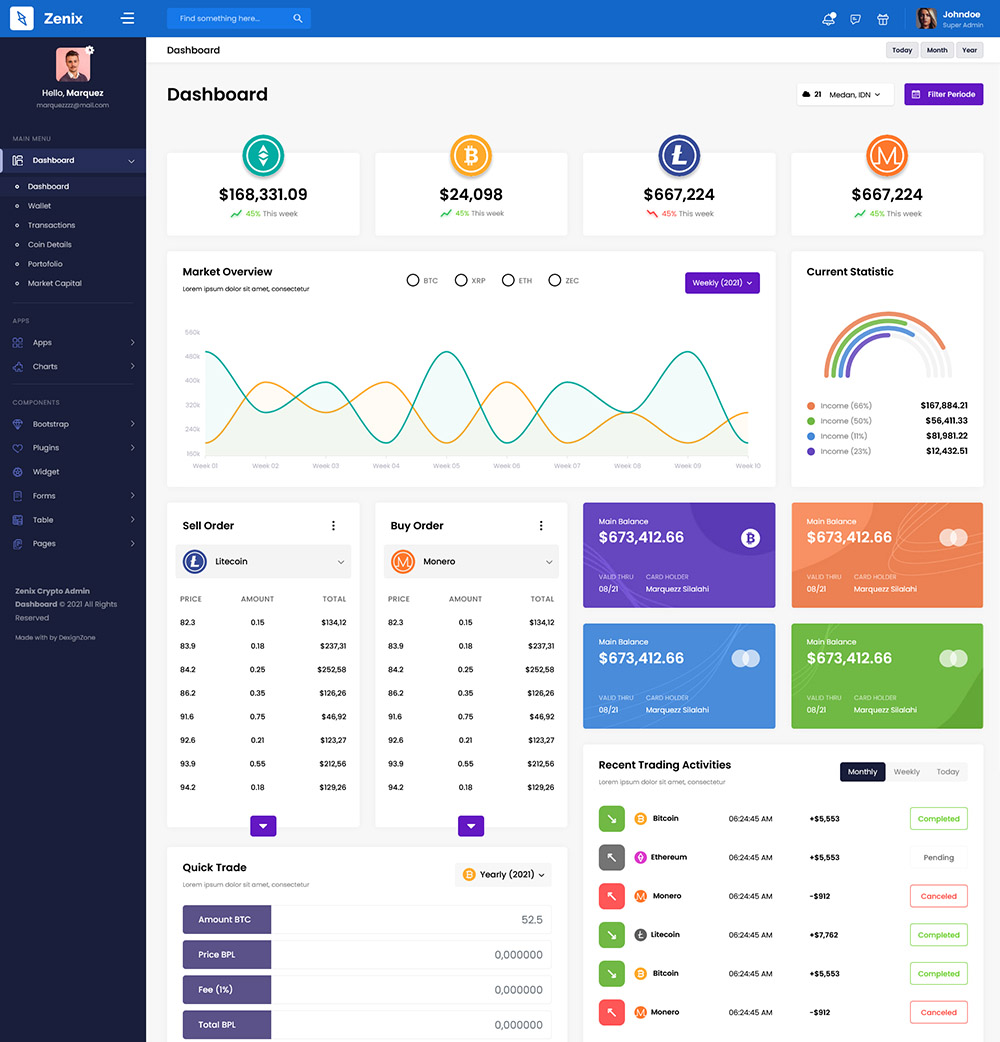 Zenix
Find something here...
Johndoe
Super Admin
Hello, Marquez
marquezzzz@mail.com
MAIN MENU
Dashboard
Dashboard
Wallet
Transactions
Coin Details
Portofolio
Market Capital
APPS
Apps
Charts
COMPONENTS
Bootstrap
Plugins
Widget
Forms
Table
Pages
Zenix Crypto Admin
Dashboard © 2021 All Rights
Reserved
Made with by DexignZone
Dashboard
Today Month Year
Dashboard
21 Medan, IDN
Filter Periode
$168,331.09
45% This week
$24,098
45% This week
$667,224
45% This week
$667,224
45% This week
Market Overview
Lorem ipsum dolor sit amet, consectetur
BTC XRP ETH ZEC
Weekly (2021)
560k
480k
400k
320k
240k
160k
Week 01 Week 02 Week 03 Week 04 Week 05 Week 06 Week 07 Week 08 Week 09 Week 10
Current Statistic
Income (66%) $167,884.21
Income (50%) $56,411.33
Income (11%) $81,981.22
Income (23%) $12,432.51
Sell Order
Litecoin
PRICE AMOUNT TOTAL
82.3 0.15 $134,12
83.9 0.18 $237,31
84.2 0.25 $252,58
86.2 0.35 $126,26
91.6 0.75 $46,92
92.6 0.21 $123,27
93.9 0.55 $212,56
94.2 0.18 $129,26
Buy Order
Monero
PRICE AMOUNT TOTAL
82.3 0.15 $134,12
83.9 0.18 $237,31
84.2 0.25 $252,58
86.2 0.35 $126,26
91.6 0.75 $46,92
92.6 0.21 $123,27
93.9 0.55 $212,56
94.2 0.18 $129,26
Main Balance
$673,412.66
VALID THRU CARD HOLDER
08/21 Marquezz Silalahi
Main Balance
$673,412.66
VALID THRU CARD HOLDER
08/21 Marquezz Silalahi
Main Balance
$673,412.66
VALID THRU CARD HOLDER
08/21 Marquezz Silalahi
Main Balance
$673,412.66
VALID THRU CARD HOLDER
08/21 Marquezz Silalahi
Quick Trade
Lorem ipsum dolor sit amet, consectetur
Yearly (2021)
Amount BTC 52.5
Price BPL 0,000000
Fee (1%) 0,000000
Total BPL 0,000000
Recent Trading Activities
Lorem ipsum dolor sit amet, consectetur
Monthly Weekly Today
Bitcoin 06:24:45 AM +$5,553 Completed
Ethereum 06:24:45 AM +$5,553 Pending
Monero 06:24:45 AM -$912 Canceled
Litecoin 06:24:45 AM +$7,762 Completed
Bitcoin 06:24:45 AM +$5,553 Completed
Monero 06:24:45 AM -$912 Canceled